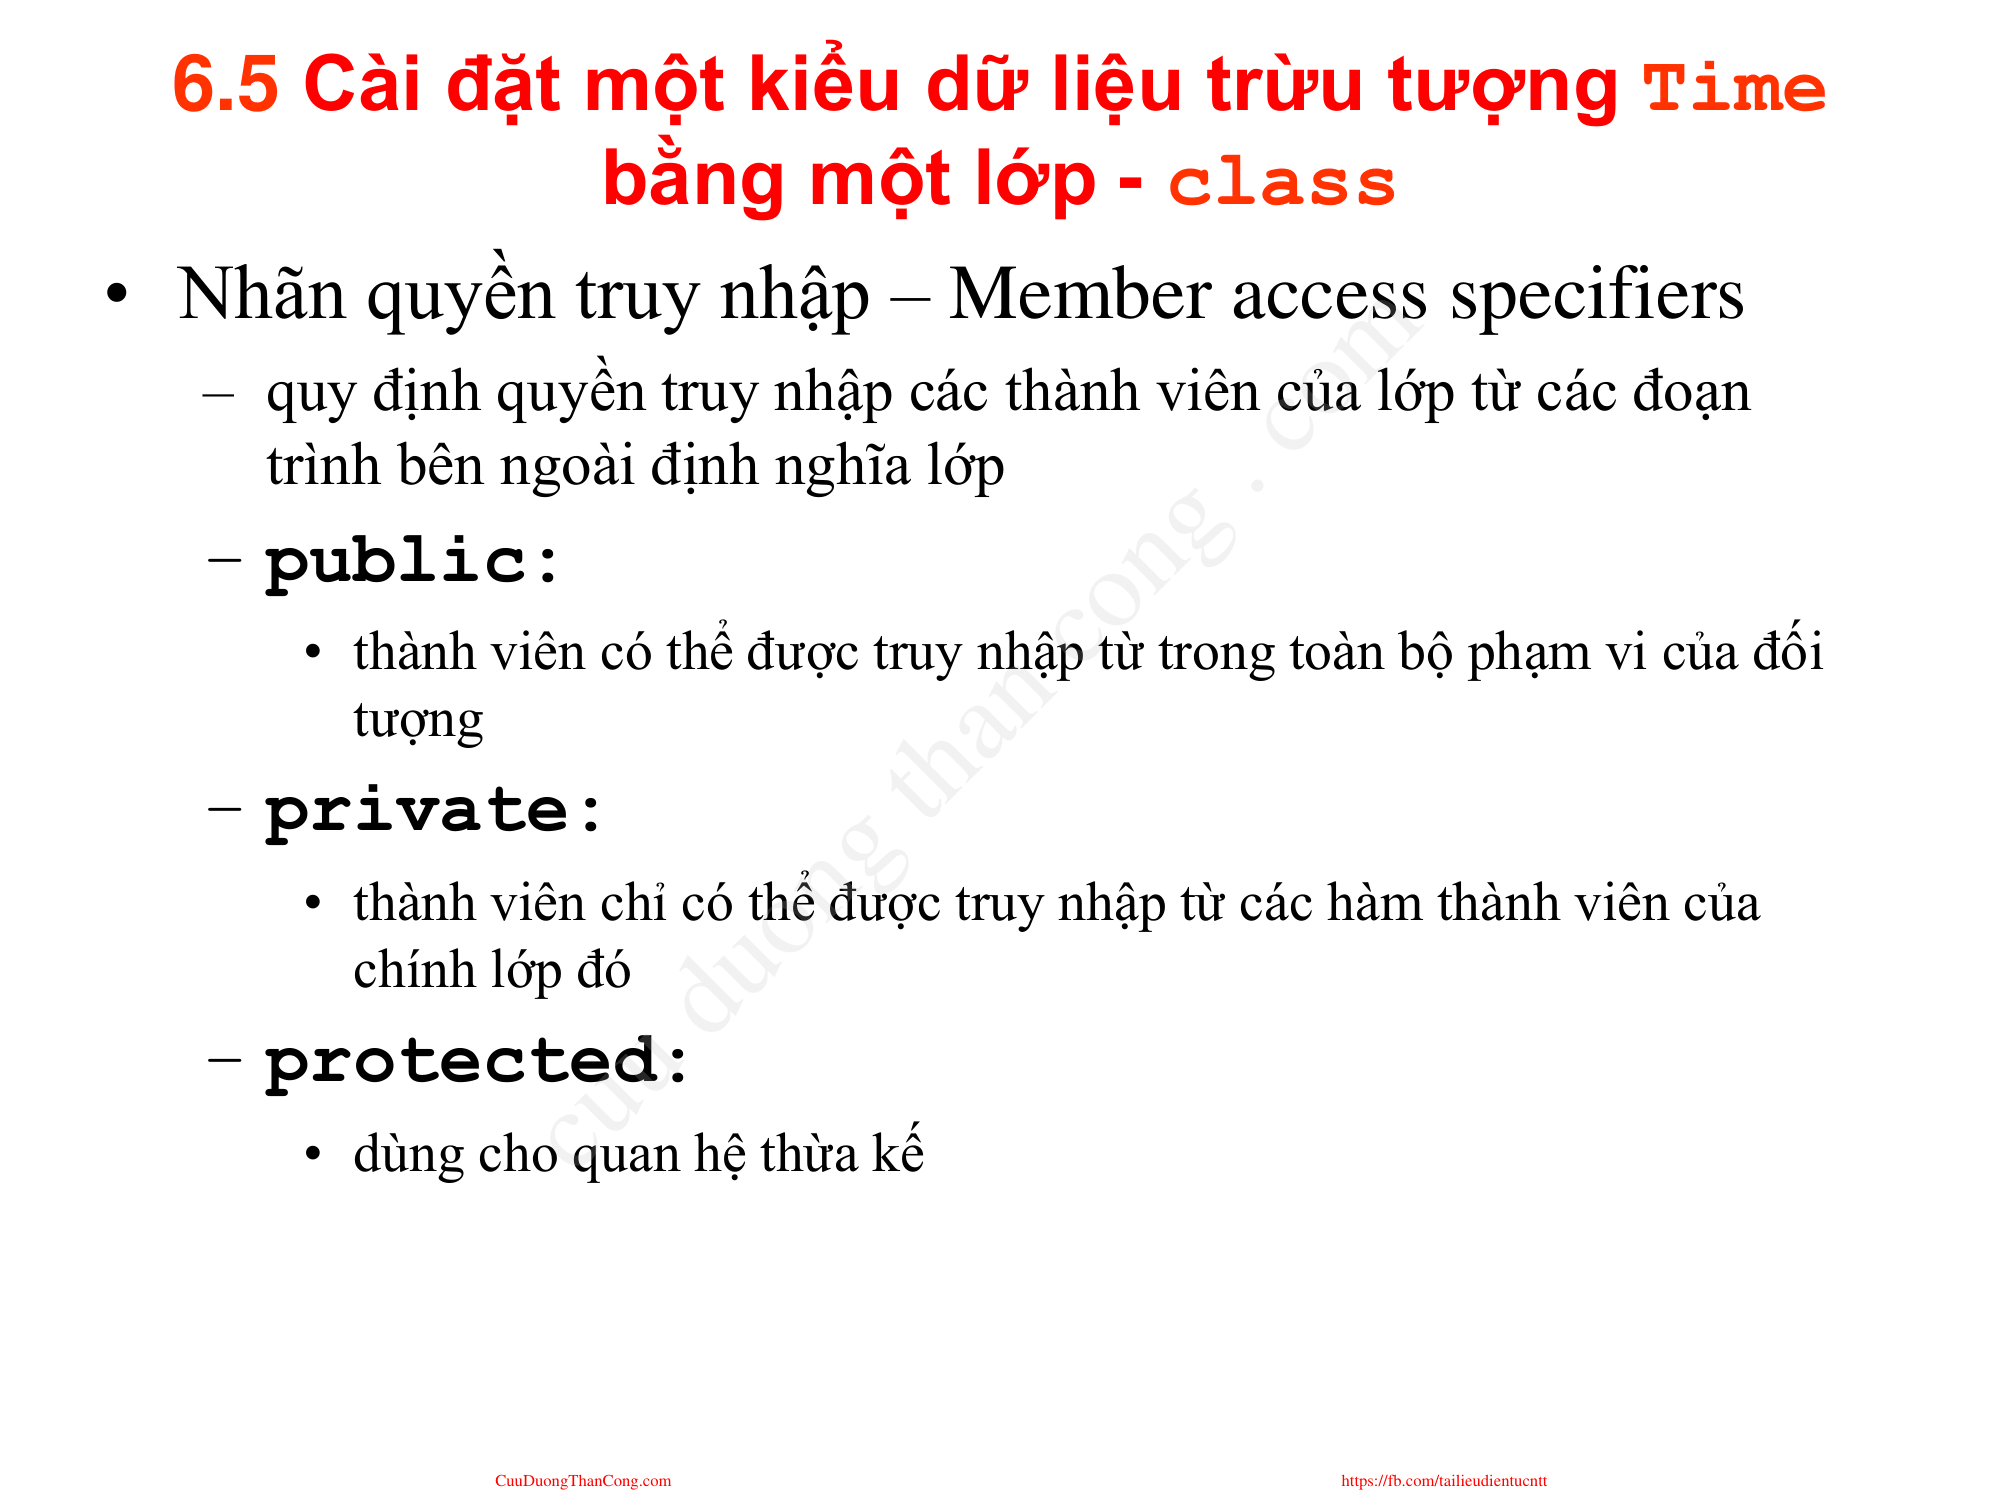 6.5 Cài đặt một kiểu dữ liệu trừu tượng Time
bằng một lớp - class
• Nhãn quyền truy nhập – Member access specifiers
– quy định quyền truy nhập các thành viên của lớp từ các đoạn
trình bên ngoài định nghĩa lớp
– public:
• thành viên có thể được truy nhập từ trong toàn bộ phạm vi của đối
tượng
– private:
• thành viên chỉ có thể được truy nhập từ các hàm thành viên của
chính lớp đó
– protected:
• dùng cho quan hệ thừa kế
cuu duong than cong . com
CuuDuongThanCong.com
https://fb.com/tailieudientucntt